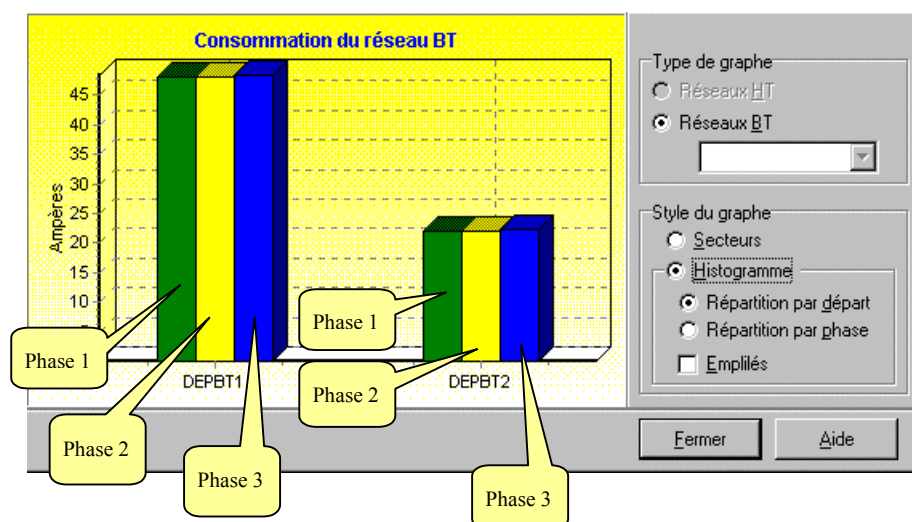 Consommation du réseau BT
Ampères
45
40
35
30
25
20
15
10
DEPBT1
DEPBT2
Phase 1
Phase 2
Phase 3
Phase 1
Phase 2
Phase 3
Type de graphe
Réseaux HT
Réseaux BT
Style du graphe
Secteurs
Histogramme
Répartition par départ
Répartition par phase
Emplilés
Fermer
Aide